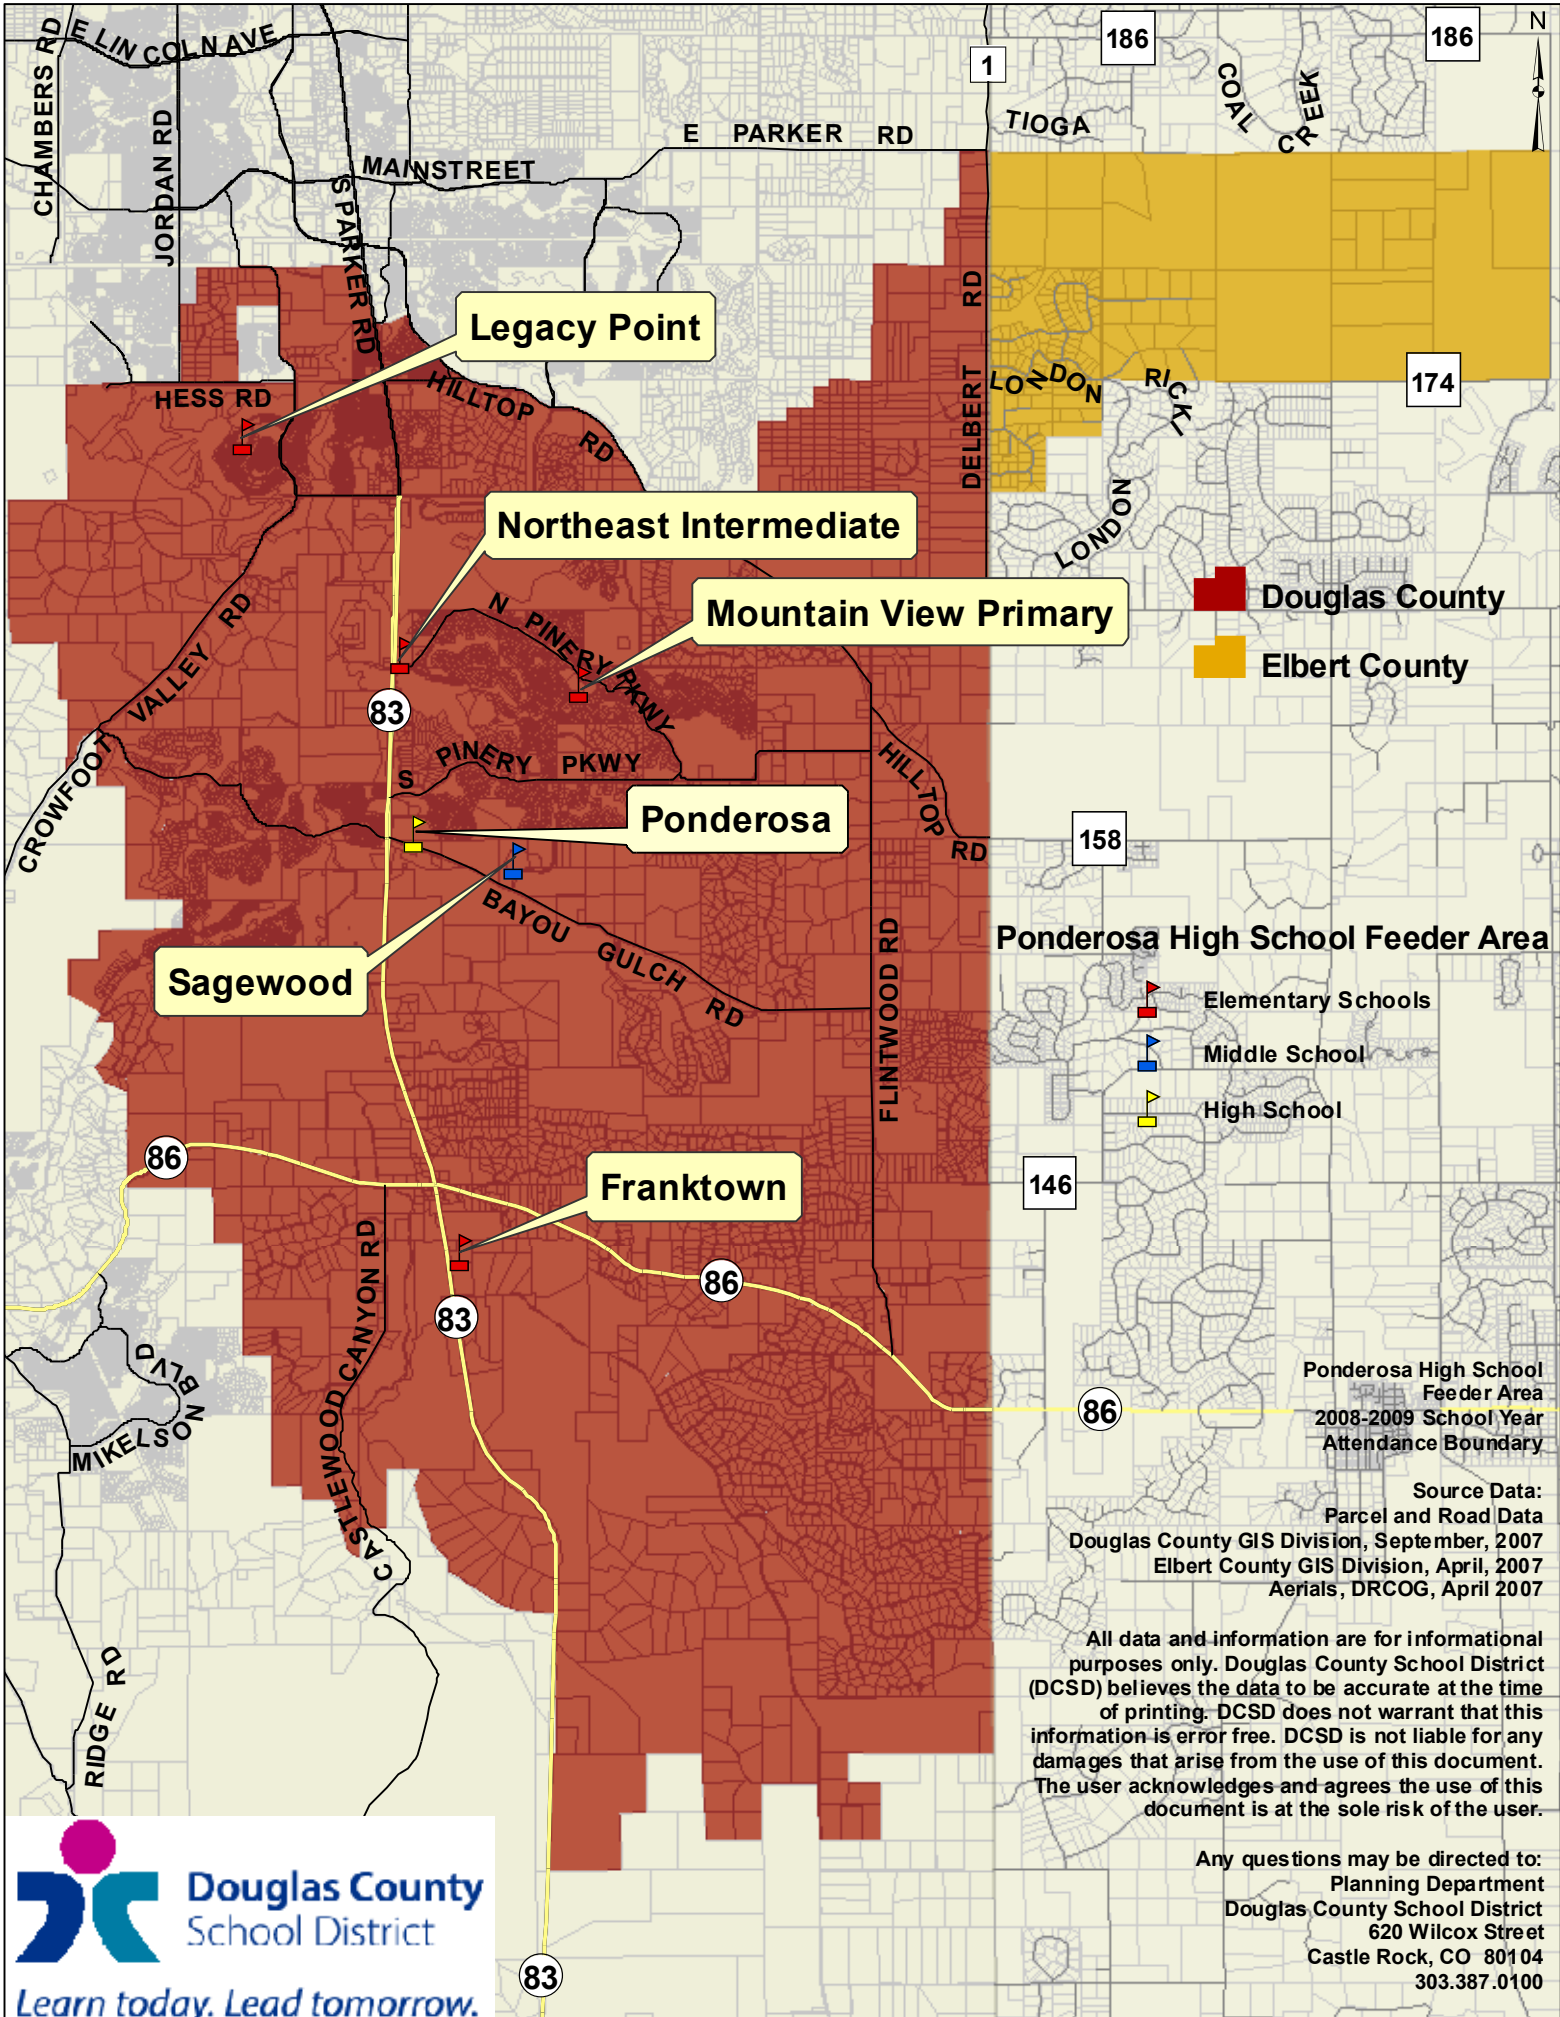 CHAMBERS RD
E LINCOLN AVE
JORDAN RD
S PARKER RD
MAINSTREET
E PARKER RD
1
186
186
N
TIOGA
COAL CREEK
Legacy Point
HESS RD
HILLTOP RD
DELBERT RD
LONDON
RICKI
174
LONDON
Northeast Intermediate
Mountain View Primary
Douglas County
Elbert County
N PINERY PKWY
CROWFOOT VALLEY RD
83
S PINERY PKWY
HILLTOP RD
Ponderosa
158
BAYOU GULCH RD
Sagewood
FLINTWOOD RD
Ponderosa High School Feeder Area
Elementary Schools
Middle School
High School
86
146
Franktown
CASTLEWOOD CANYON RD
86
83
MIKELSON BLVD
86
RIDGE RD
Ponderosa High School
Feeder Area
2008-2009 School Year
Attendance Boundary
Source Data:
Parcel and Road Data
Douglas County GIS Division, September, 2007
Elbert County GIS Division, April, 2007
Aerials, DRCOG, April 2007
All data and information are for informational
purposes only. Douglas County School District
(DCSD) believes the data to be accurate at the time
of printing. DCSD does not warrant that this
information is error free. DCSD is not liable for any
damages that arise from the use of this document.
The user acknowledges and agrees the use of this
document is at the sole risk of the user.
Any questions may be directed to:
Planning Department
Douglas County School District
620 Wilcox Street
Castle Rock, CO 80104
303.387.0100
Douglas County
School District
Learn today. Lead tomorrow.
83